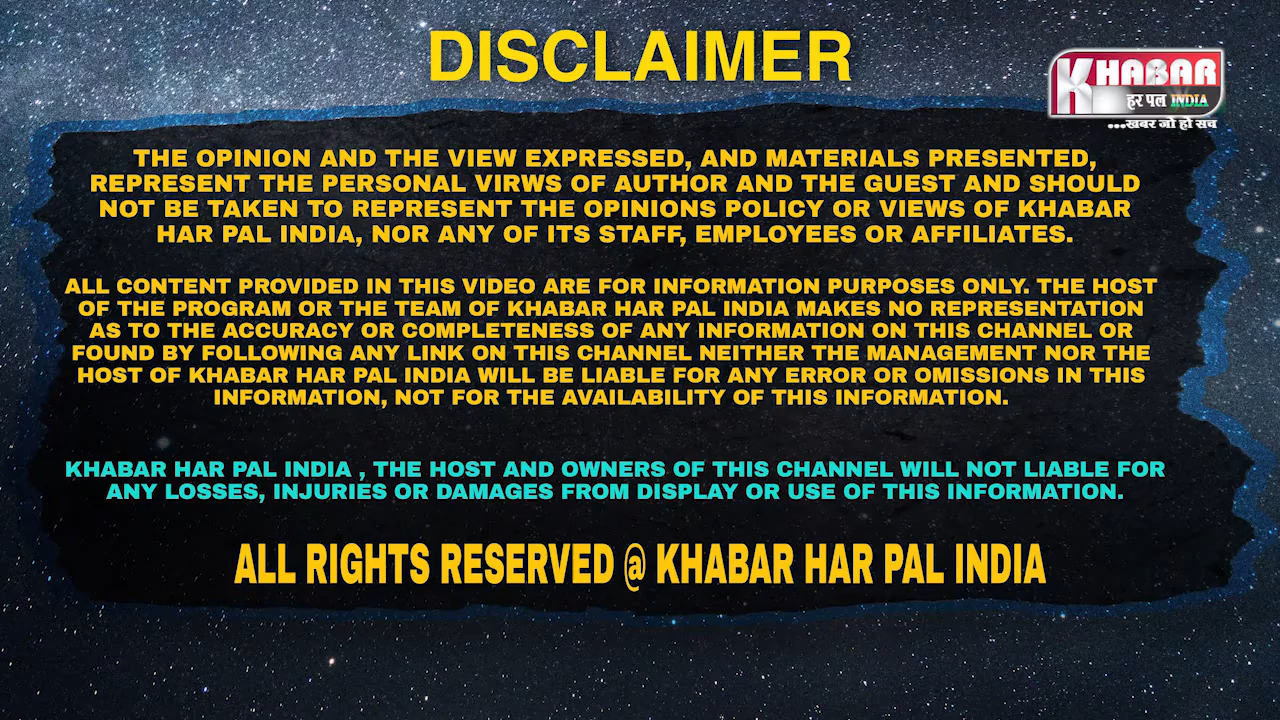 DISCLAIMER
KHABAR
हर पल INDIA
...खबर जो हो सच
THE OPINION AND THE VIEW EXPRESSED, AND MATERIALS PRESENTED,
REPRESENT THE PERSONAL VIRWS OF AUTHOR AND THE GUEST AND SHOULD
NOT BE TAKEN TO REPRESENT THE OPINIONS POLICY OR VIEWS OF KHABAR
HAR PAL INDIA, NOR ANY OF ITS STAFF, EMPLOYEES OR AFFILIATES.
ALL CONTENT PROVIDED IN THIS VIDEO ARE FOR INFORMATION PURPOSES ONLY. THE HOST
OF THE PROGRAM OR THE TEAM OF KHABAR HAR PAL INDIA MAKES NO REPRESENTATION
AS TO THE ACCURACY OR COMPLETENESS OF ANY INFORMATION ON THIS CHANNEL OR
FOUND BY FOLLOWING ANY LINK ON THIS CHANNEL NEITHER THE MANAGEMENT NOR THE
HOST OF KHABAR HAR PAL INDIA WILL BE LIABLE FOR ANY ERROR OR OMISSIONS IN THIS
INFORMATION, NOT FOR THE AVAILABILITY OF THIS INFORMATION.
KHABAR HAR PAL INDIA , THE HOST AND OWNERS OF THIS CHANNEL WILL NOT LIABLE FOR
ANY LOSSES, INJURIES OR DAMAGES FROM DISPLAY OR USE OF THIS INFORMATION.
ALL RIGHTS RESERVED @ KHABAR HAR PAL INDIA